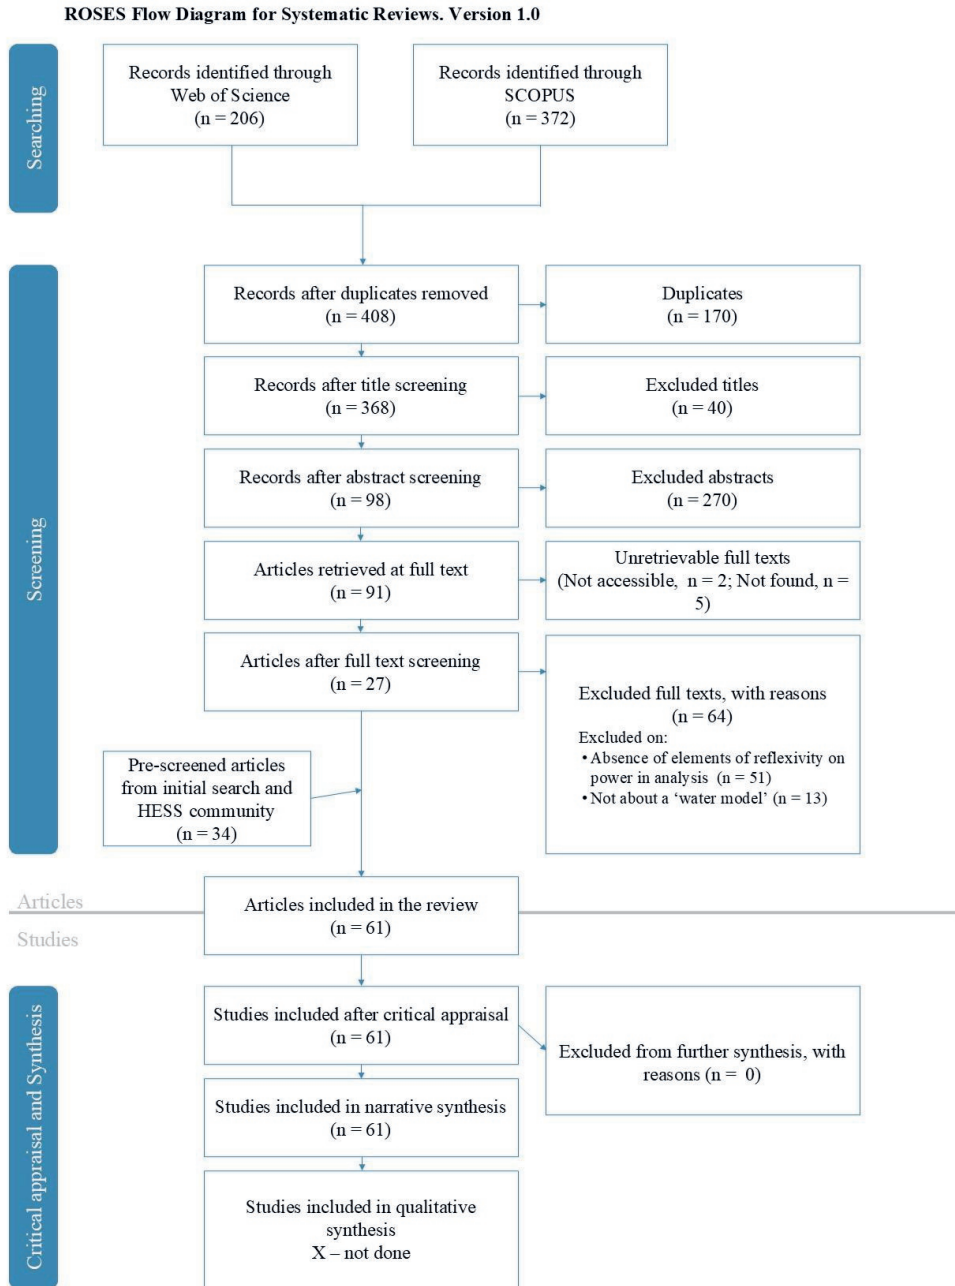 ROSES Flow Diagram for Systematic Reviews. Version 1.0
Searching
Records identified through
Web of Science
(n = 206)
Records identified through
SCOPUS
(n = 372)
Screening
Records after duplicates removed
(n = 408)
Duplicates
(n = 170)
Records after title screening
(n = 368)
Excluded titles
(n = 40)
Records after abstract screening
(n = 98)
Excluded abstracts
(n = 270)
Articles retrieved at full text
(n = 91)
Unretrievable full texts
(Not accessible, n = 2; Not found, n =
5)
Articles after full text screening
(n = 27)
Excluded full texts, with reasons
(n = 64)
Excluded on:
• Absence of elements of reflexivity on
power in analysis (n = 51)
• Not about a ‘water model’ (n = 13)
Pre-screened articles
from initial search and
HESS community
(n = 34)
Articles
Studies
Articles included in the review
(n = 61)
Critical appraisal and Synthesis
Studies included after critical appraisal
(n = 61)
Excluded from further synthesis, with
reasons (n = 0)
Studies included in narrative synthesis
(n = 61)
Studies included in qualitative
synthesis
X – not done